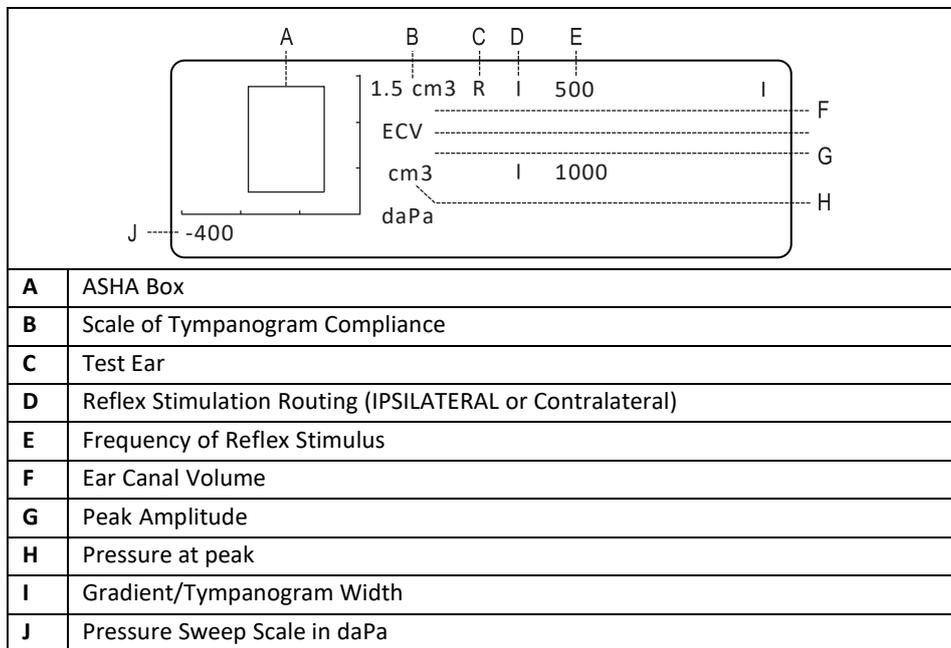 A B C D E
1.5 cm3 R I 500 I
F
ECV
G
cm3 I 1000
H
daPa
J -400
A ASHA Box
B Scale of Tympanogram Compliance
C Test Ear
D Reflex Stimulation Routing (IPSILATERAL or Contralateral)
E Frequency of Reflex Stimulus
F Ear Canal Volume
G Peak Amplitude
H Pressure at peak
I Gradient/Tympanogram Width
J Pressure Sweep Scale in daPa